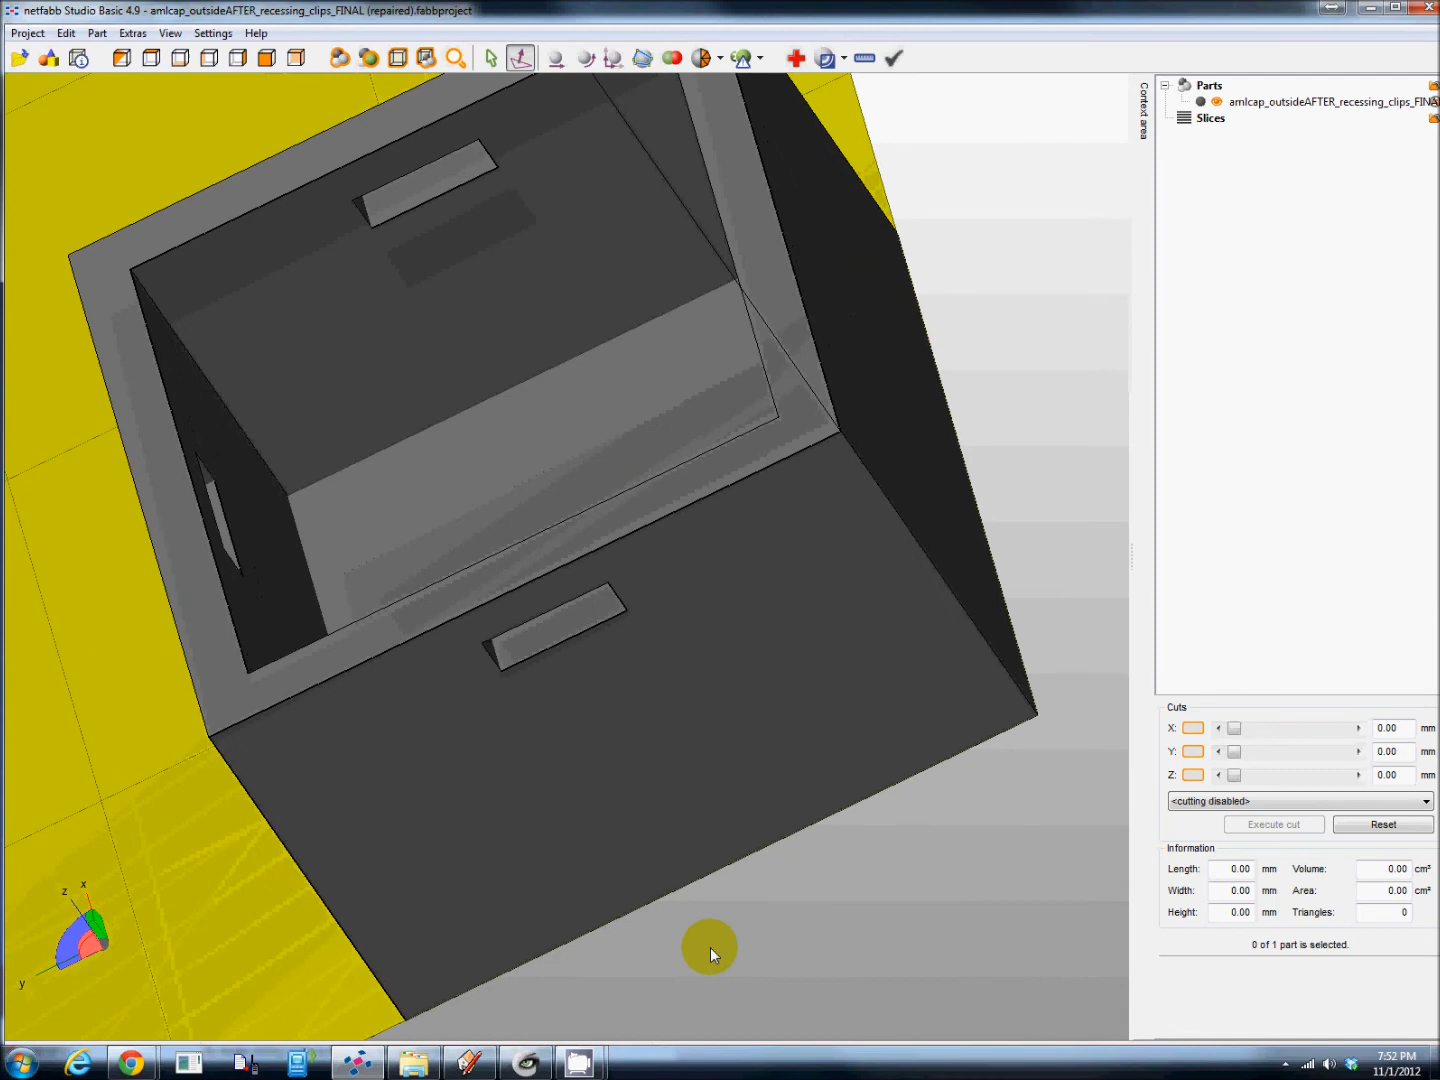 netfabb Studio Basic 4.9 - amlcap_outsideAFTER_recessing_clips_FINAL (repaired).fabbproject
Project Edit Part Extras View Settings Help
Context area
Parts
amlcap_outsideAFTER_recessing_clips_FINA
Slices
Cuts
X: 0.00 mm
Y: 0.00 mm
Z: 0.00 mm
<cutting disabled>
Execute cut Reset
Information
Length: 0.00 mm Volume: 0.00 cm³
Width: 0.00 mm Area: 0.00 cm²
Height: 0.00 mm Triangles: 0
0 of 1 part is selected.
z x
y
7:52 PM
11/1/2012